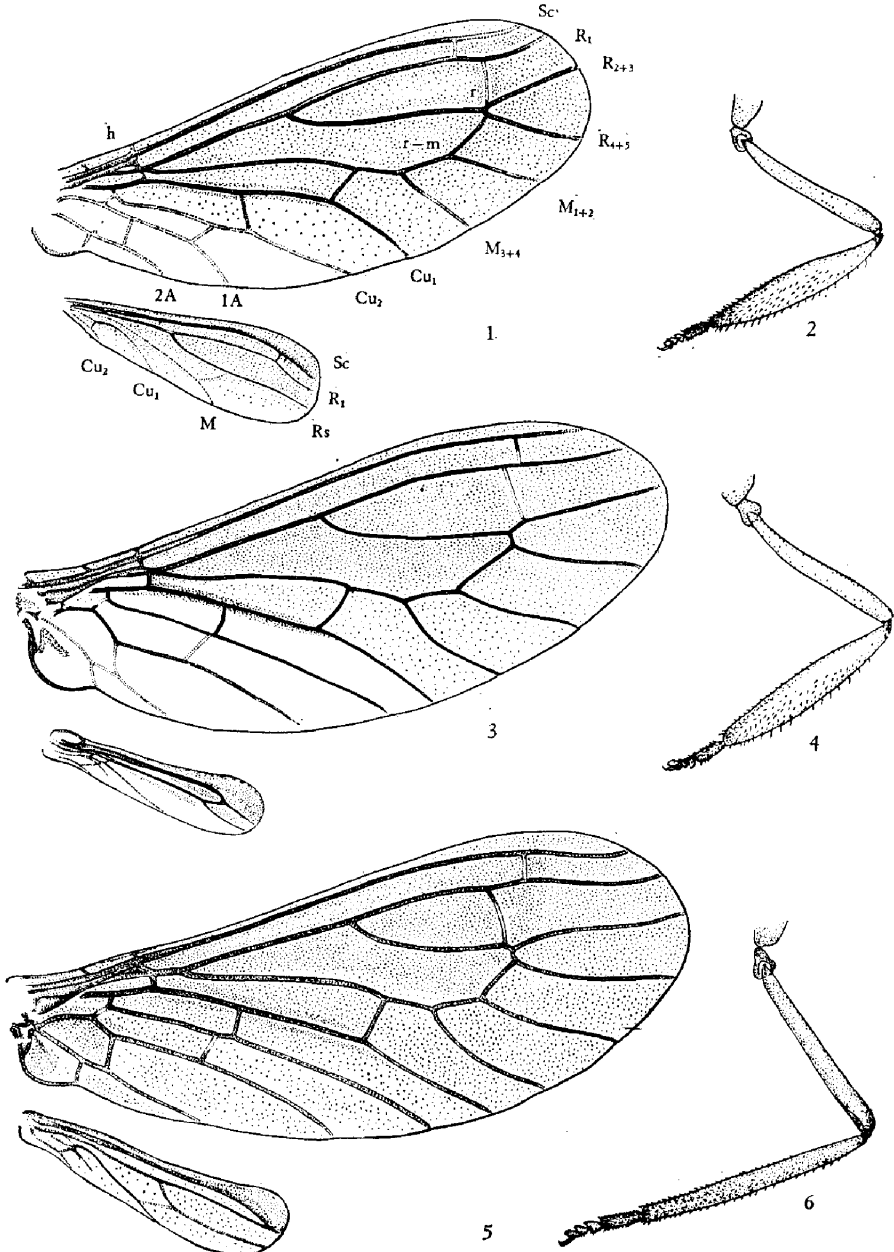 Sc
R₁
R₂₊₃
r
h
r–m
R₄₊₅
M₁₊₂
M₃₊₄
Cu₁
Cu₂
2A
1A
1
2
Sc
Cu₂
R₁
Cu₁
M
Rs
3
4
5
6